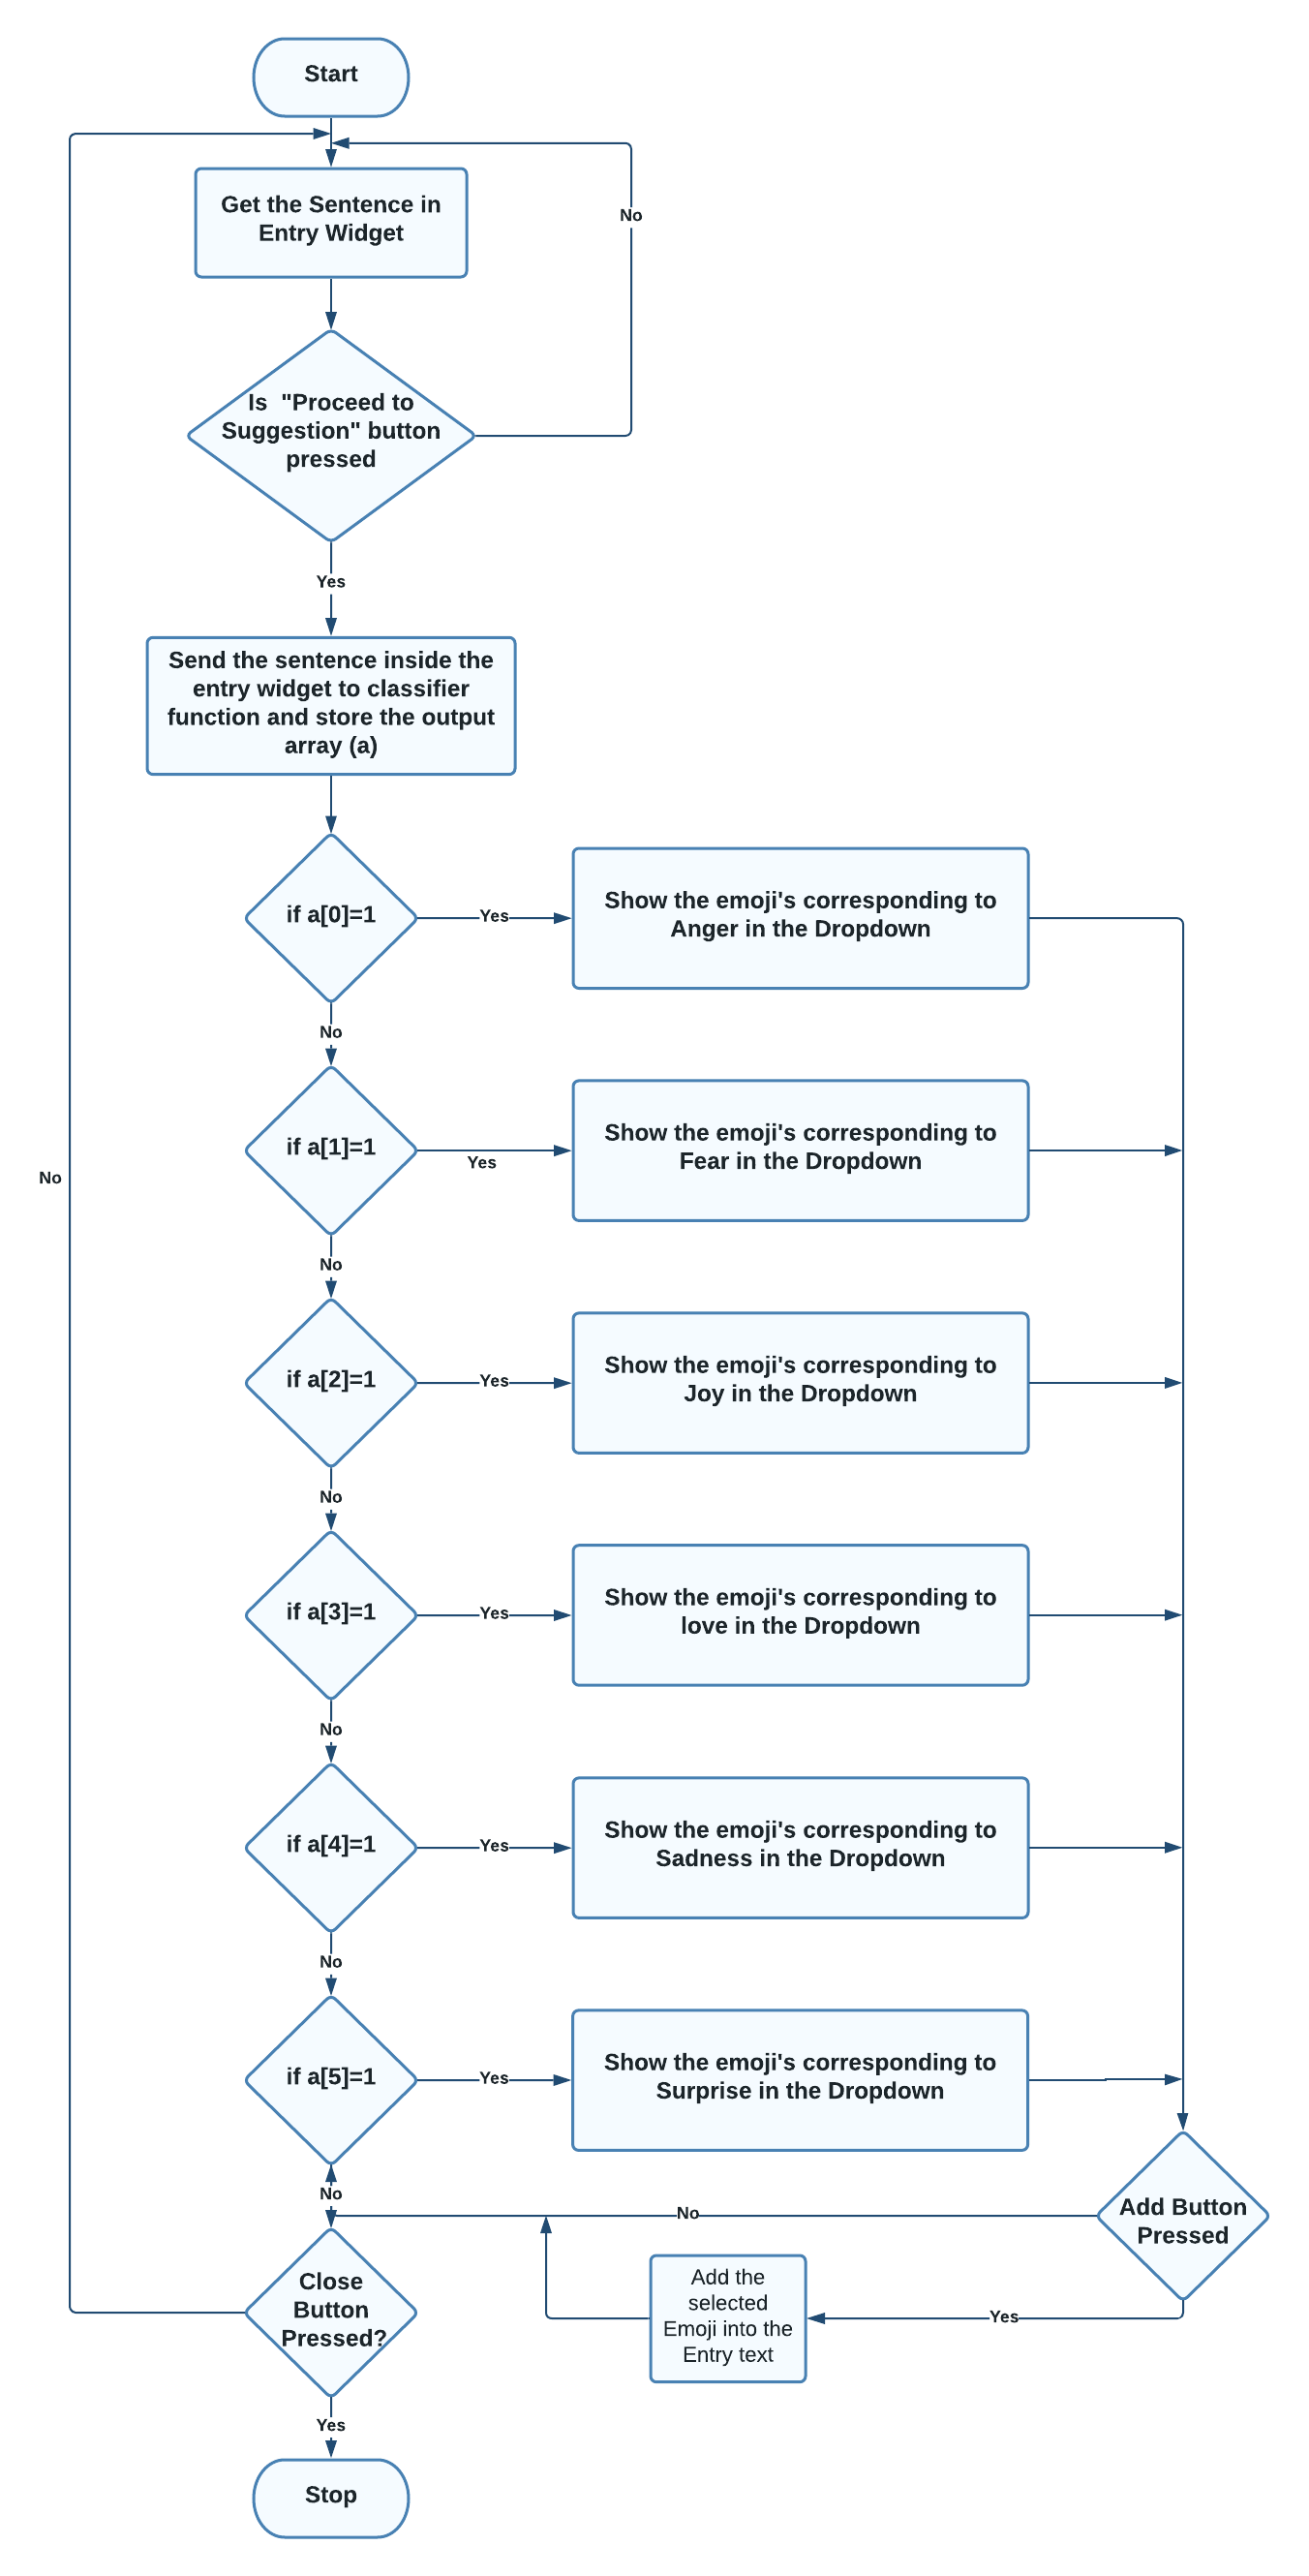 Start
Get the Sentence in
Entry Widget
No
Is "Proceed to
Suggestion" button
pressed
Yes
Send the sentence inside the
entry widget to classifier
function and store the output
array (a)
if a[0]=1
Yes
Show the emoji's corresponding to
Anger in the Dropdown
No
if a[1]=1
Yes
Show the emoji's corresponding to
Fear in the Dropdown
No
No
if a[2]=1
Yes
Show the emoji's corresponding to
Joy in the Dropdown
No
if a[3]=1
Yes
Show the emoji's corresponding to
love in the Dropdown
No
if a[4]=1
Yes
Show the emoji's corresponding to
Sadness in the Dropdown
No
if a[5]=1
Yes
Show the emoji's corresponding to
Surprise in the Dropdown
No
No
Add Button
Pressed
Close
Button
Pressed?
Add the
selected
Emoji into the
Entry text
Yes
Yes
Stop